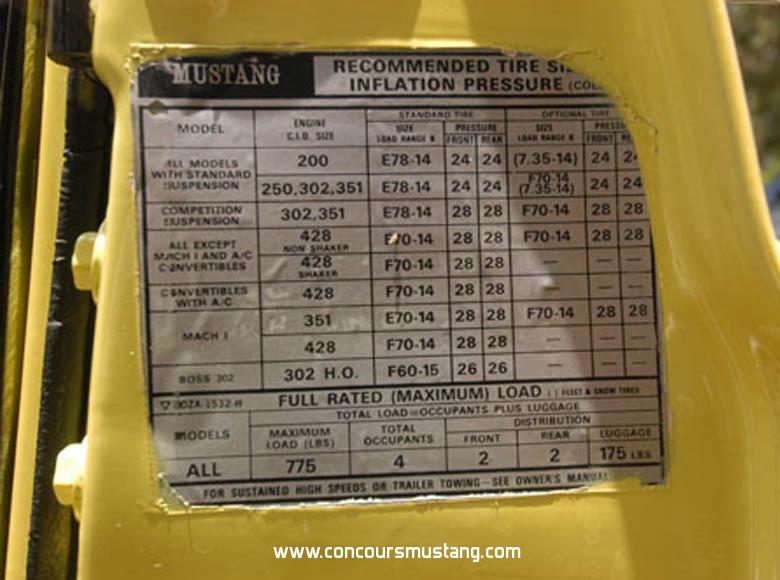 MUSTANG
RECOMMENDED TIRE
INFLATION PRESSURE
MODEL ENGINE C.I.D. SIZE STANDARD TIRE OPTIONAL TIRE
SIZE LOAD RANGE B PRESSURE SIZE LOAD RANGE B
FRONT REAR FRONT REAR
ALL MODELS WITH STANDARD SUSPENSION 200 E78-14 24 24 (7.35-14) 24 24
250,302,351 E78-14 24 24 F70-14 (7.35-14) 24 24
COMPETITION SUSPENSION 302,351 E78-14 28 28 F70-14 28 28
ALL EXCEPT MACH I AND A/C CONVERTIBLES 428 NON-SHAKER E70-14 28 28 F70-14 28 28
428 SHAKER F70-14 28 28 — — —
CONVERTIBLES WITH A/C 428 F70-14 28 28 — — —
MACH I 351 E70-14 28 28 F70-14 28 28
428 F70-14 28 28 — — —
BOSS 302 302 H.O. F60-15 26 26 — — —
FULL RATED (MAXIMUM) LOAD ( ) FLEET & SNOW TIRES
TOTAL LOAD=OCCUPANTS PLUS LUGGAGE
MODELS MAXIMUM LOAD (LBS) TOTAL OCCUPANTS DISTRIBUTION
FRONT REAR LUGGAGE
ALL 775 4 2 2 175 LBS
FOR SUSTAINED HIGH SPEEDS OR TRAILER TOWING—SEE OWNER'S MANUAL
www.concoursmustang.com